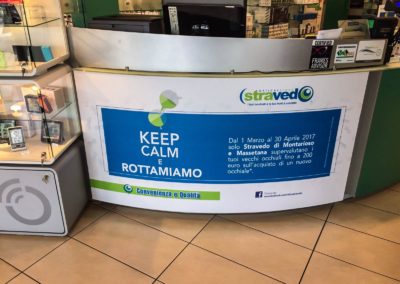 stravedo
KEEP
CALM
E
ROTTAMIAMO
Dal 1 Marzo al 30 Aprile 2017
solo Stravedo di Montarioso
e Massetana supervalutano i
tuoi vecchi occhiali fino a 200
euro sull'acquisto di un nuovo
occhiale*
Convenienza e Qualità